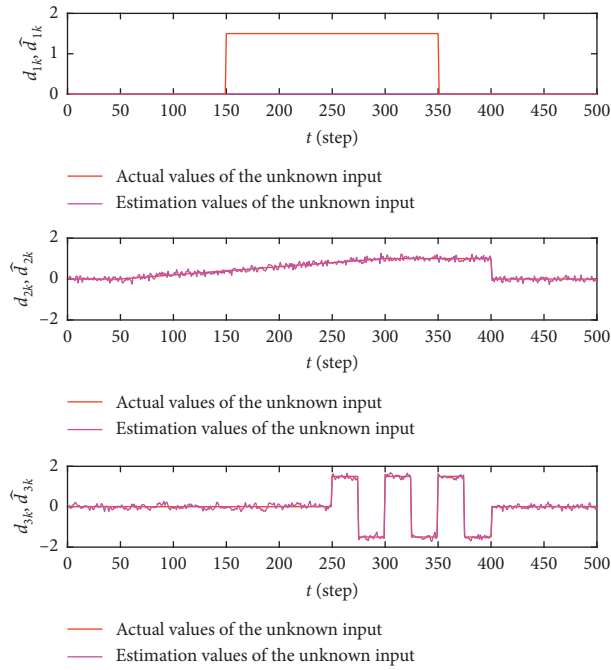 2
1
0
d1k, d̂1k
0 50 100 150 200 250 300 350 400 450 500
t (step)
Actual values of the unknown input
Estimation values of the unknown input
2
0
−2
d2k, d̂2k
0 50 100 150 200 250 300 350 400 450 500
t (step)
Actual values of the unknown input
Estimation values of the unknown input
2
0
−2
d3k, d̂3k
0 50 100 150 200 250 300 350 400 450 500
t (step)
Actual values of the unknown input
Estimation values of the unknown input